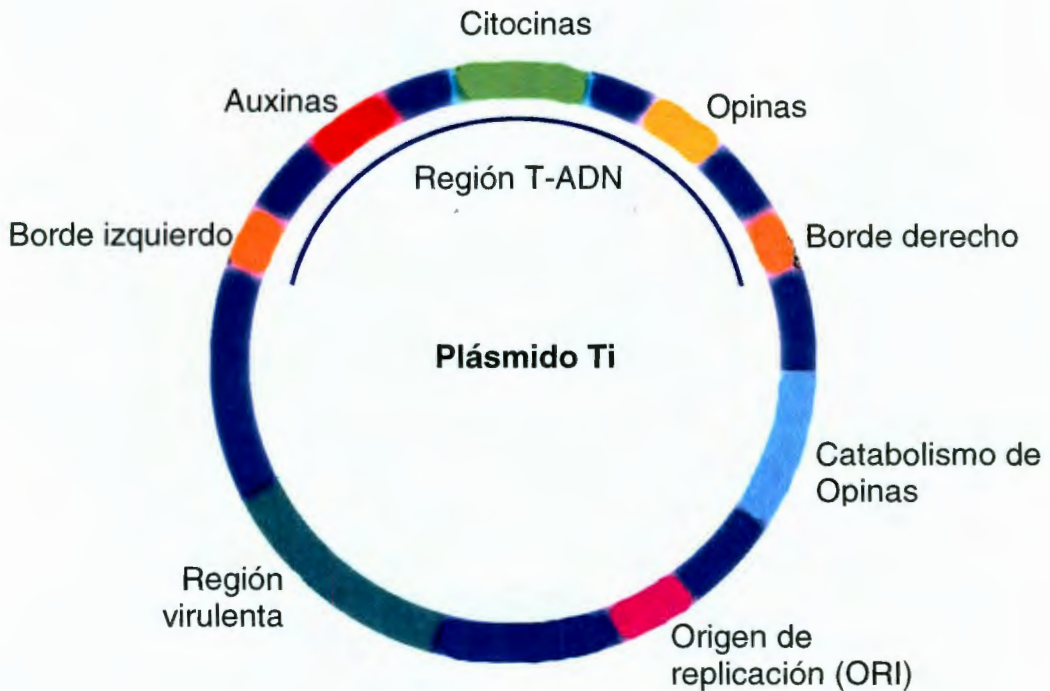 Citocinas
Auxinas
Opinas
Región T-ADN
Borde izquierdo
Borde derecho
Plásmido Ti
Catabolismo de
Opinas
Región
virulenta
Origen de
replicación (ORI)